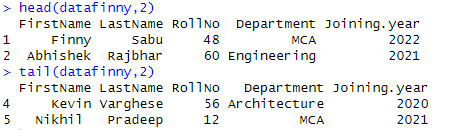 > head(datafinny,2)
FirstName LastName RollNo Department Joining.year
1 Finny Sabu 48 MCA 2022
2 Abhishek Rajbhar 60 Engineering 2021
> tail(datafinny,2)
FirstName LastName RollNo Department Joining.year
4 Kevin Varghese 56 Architecture 2020
5 Nikhil Pradeep 12 MCA 2021